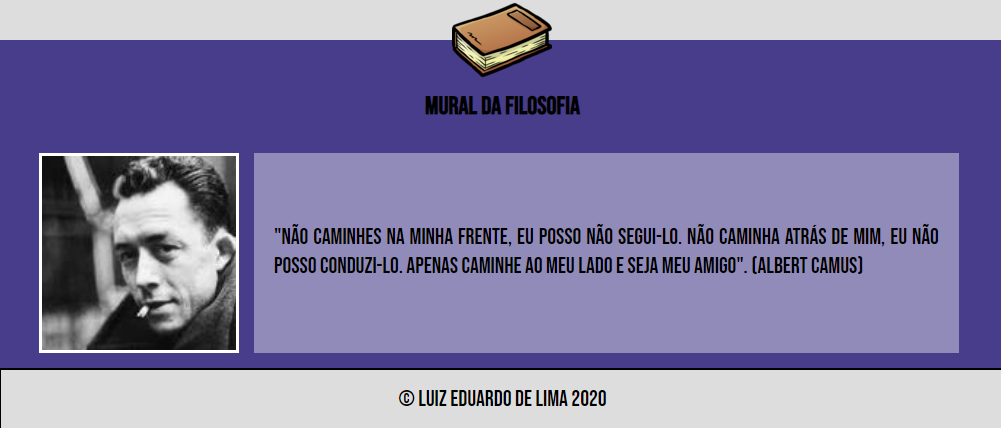 MURAL DA FILOSOFIA
"NÃO CAMINHES NA MINHA FRENTE, EU POSSO NÃO SEGUI-LO. NÃO CAMINHA ATRÁS DE MIM, EU NÃO
POSSO CONDUZI-LO. APENAS CAMINHE AO MEU LADO E SEJA MEU AMIGO". (ALBERT CAMUS)
© LUIZ EDUARDO DE LIMA 2020